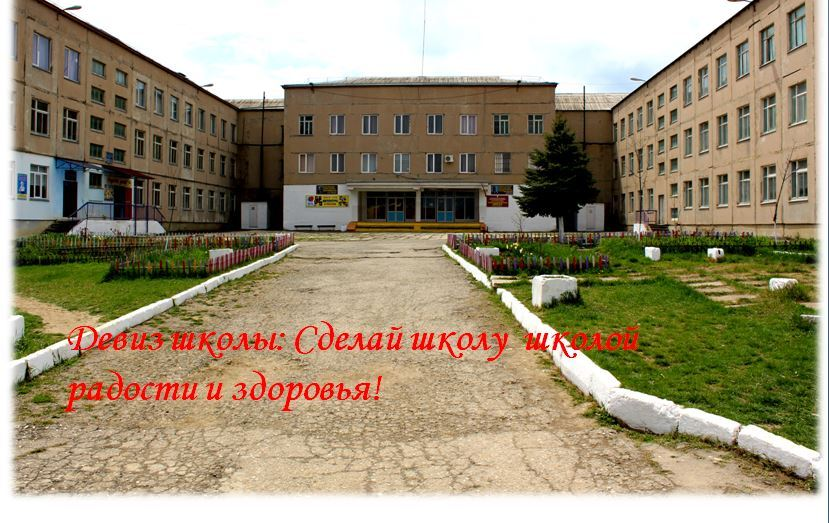 Девиз школы: Сделай школу школой
радости и здоровья!